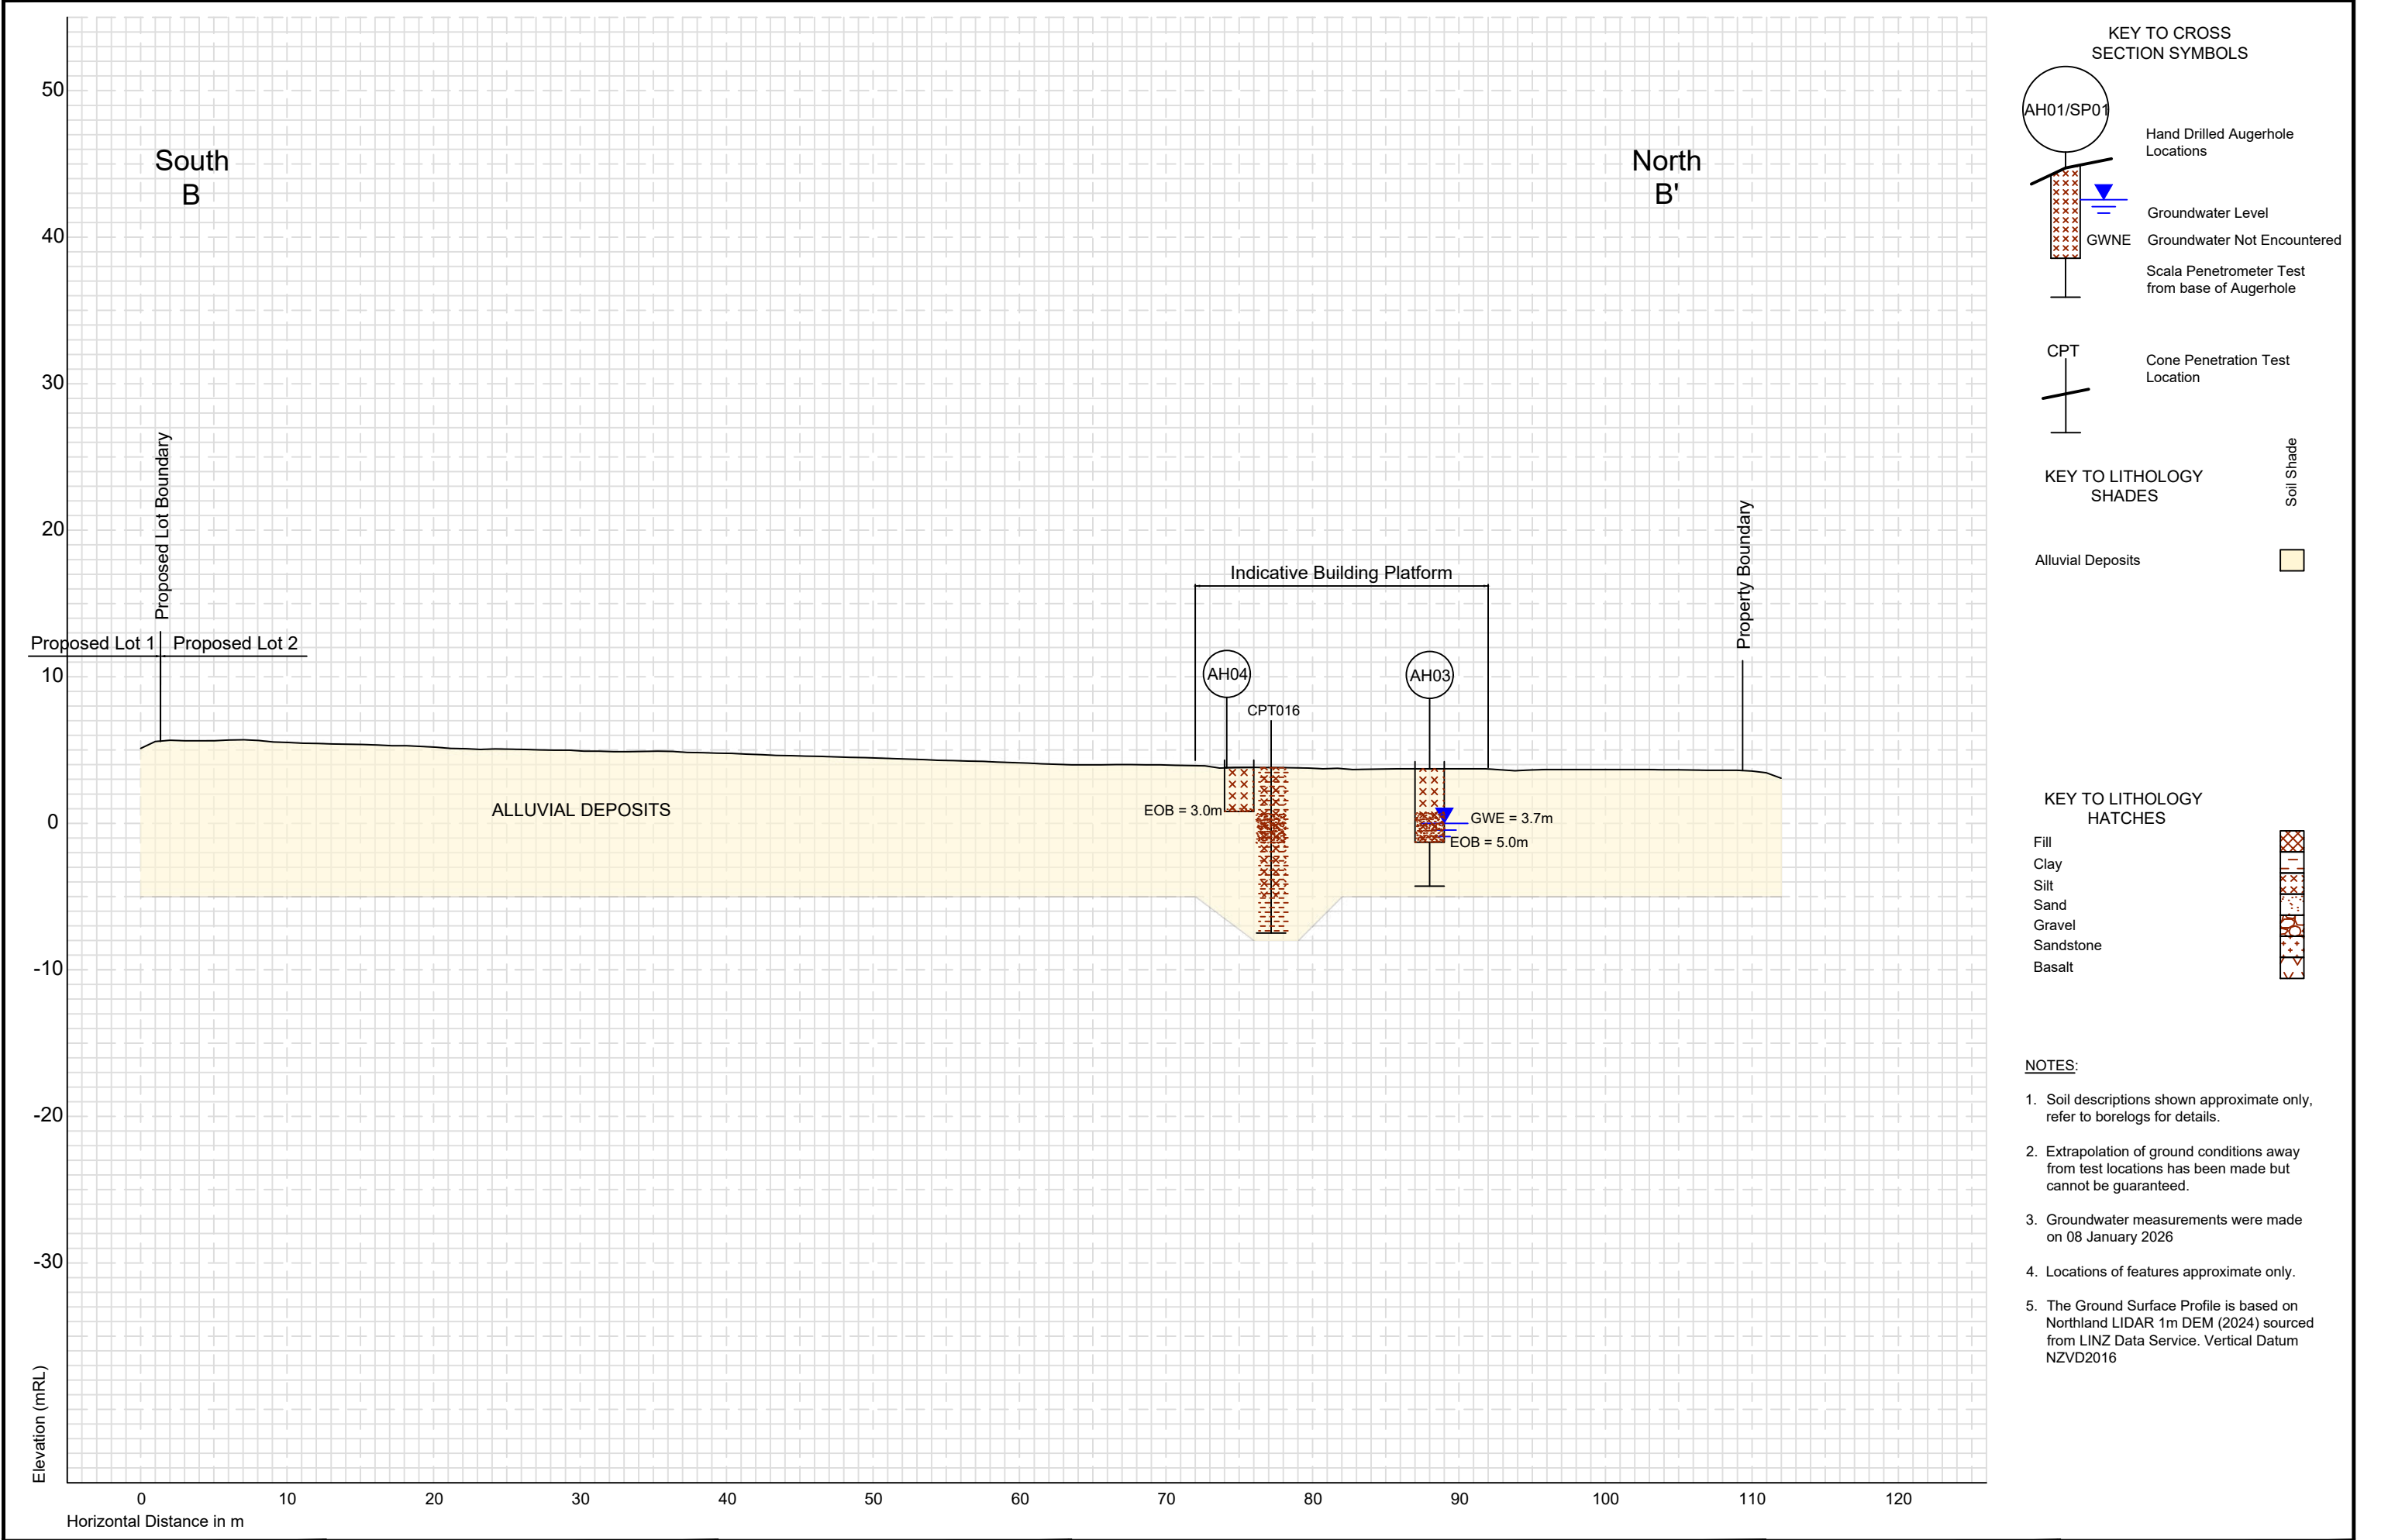 KEY TO CROSS
SECTION SYMBOLS
AH01/SP01
Hand Drilled Augerhole
Locations
Groundwater Level
GWNE Groundwater Not Encountered
Scala Penetrometer Test
from base of Augerhole
CPT
Cone Penetration Test
Location
KEY TO LITHOLOGY
SHADES
Soil Shade
Alluvial Deposits
KEY TO LITHOLOGY
HATCHES
Fill
Clay
Silt
Sand
Gravel
Sandstone
Basalt
NOTES:
1. Soil descriptions shown approximate only,
refer to borelogs for details.
2. Extrapolation of ground conditions away
from test locations has been made but
cannot be guaranteed.
3. Groundwater measurements were made
on 08 January 2026
4. Locations of features approximate only.
5. The Ground Surface Profile is based on
Northland LIDAR 1m DEM (2024) sourced
from LINZ Data Service. Vertical Datum
NZVD2016
South
B
North
B'
Proposed Lot Boundary
Proposed Lot 1
Proposed Lot 2
Indicative Building Platform
Property Boundary
AH04
CPT016
AH03
ALLUVIAL DEPOSITS
EOB = 3.0m
GWE = 3.7m
EOB = 5.0m
50
40
30
20
10
0
-10
-20
-30
Elevation (mRL)
0 10 20 30 40 50 60 70 80 90 100 110 120
Horizontal Distance in m